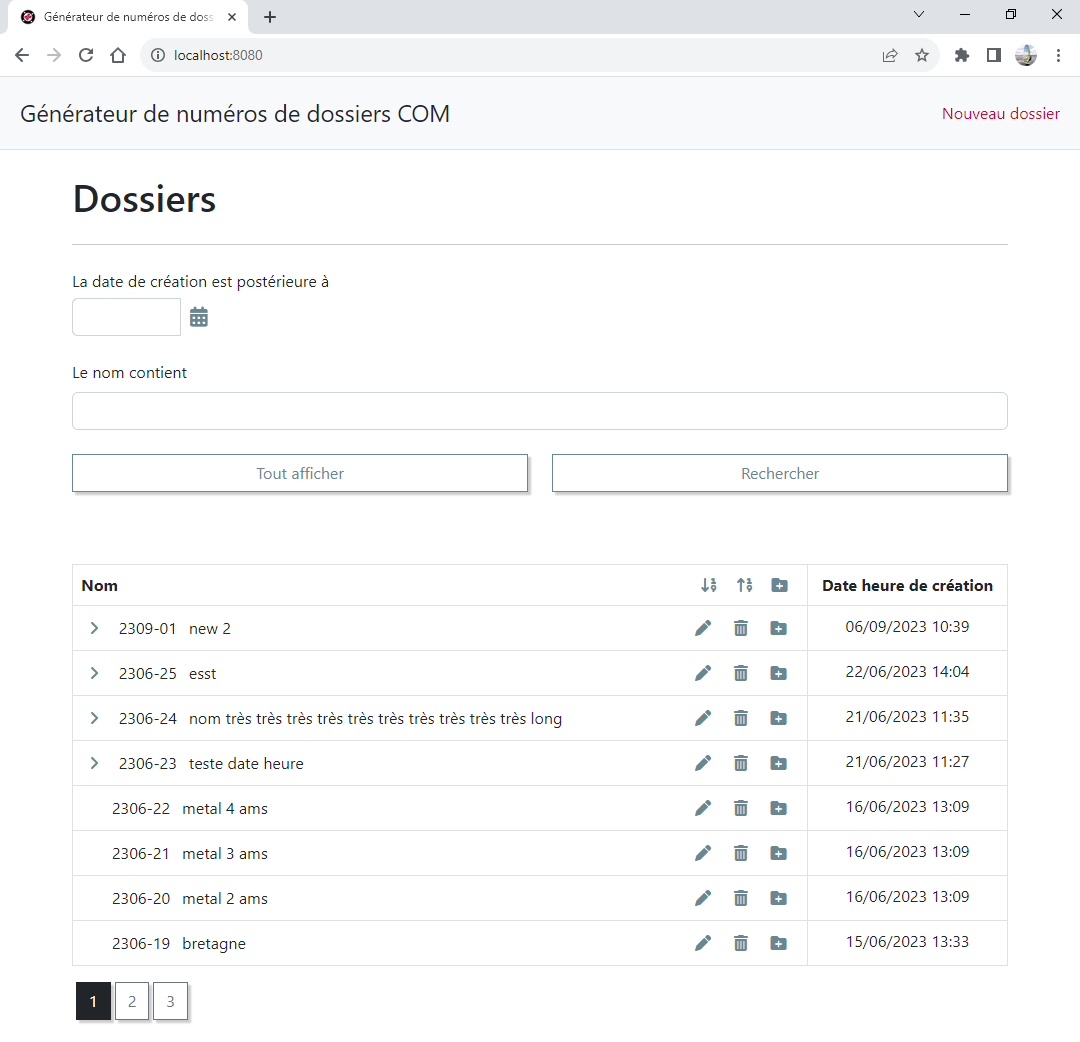 Générateur de numéros de doss
localhost:8080
Générateur de numéros de dossiers COM Nouveau dossier
Dossiers
La date de création est postérieure à
Le nom contient
Tout afficher Rechercher
Nom Date heure de création
2309-01 new 2 06/09/2023 10:39
2306-25 esst 22/06/2023 14:04
2306-24 nom très très très très très très très très très très long 21/06/2023 11:35
2306-23 teste date heure 21/06/2023 11:27
2306-22 metal 4 ams 16/06/2023 13:09
2306-21 metal 3 ams 16/06/2023 13:09
2306-20 metal 2 ams 16/06/2023 13:09
2306-19 bretagne 15/06/2023 13:33
1 2 3